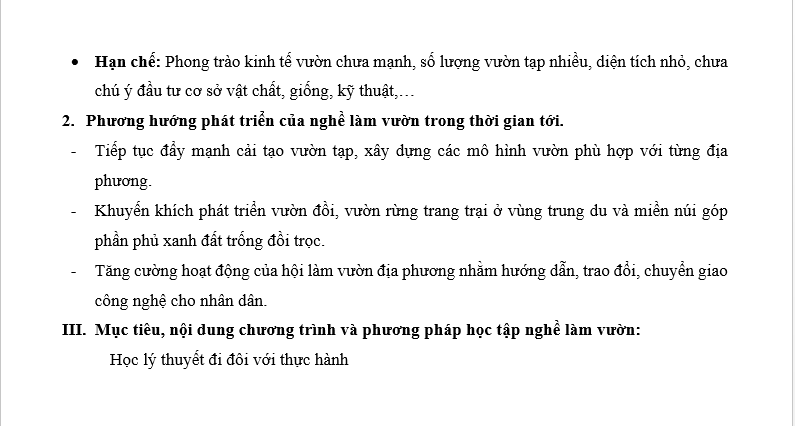 • Hạn chế: Phong trào kinh tế vườn chưa mạnh, số lượng vườn tạp nhiều, diện tích nhỏ, chưa
chú ý đầu tư cơ sở vật chất, giống, kỹ thuật,…
2. Phương hướng phát triển của nghề làm vườn trong thời gian tới.
- Tiếp tục đẩy mạnh cải tạo vườn tạp, xây dựng các mô hình vườn phù hợp với từng địa
phương.
- Khuyến khích phát triển vườn đồi, vườn rừng trang trại ở vùng trung du và miền núi góp
phần phủ xanh đất trống đồi trọc.
- Tăng cường hoạt động của hội làm vườn địa phương nhằm hướng dẫn, trao đổi, chuyển giao
công nghệ cho nhân dân.
III. Mục tiêu, nội dung chương trình và phương pháp học tập nghề làm vườn:
Học lý thuyết đi đôi với thực hành